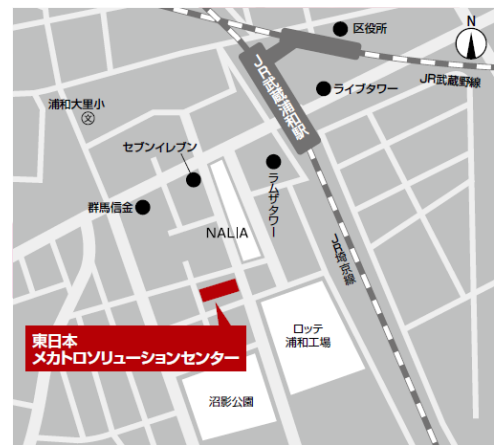 区役所
N
JR武蔵浦和駅
JR武蔵野線
ライブタワー
浦和大里小
文
セブンイレブン
ラムザタワー
群馬信金
NALIA
JR埼京線
東日本
メカトロソリューションセンター
ロッテ
浦和工場
沼影公園